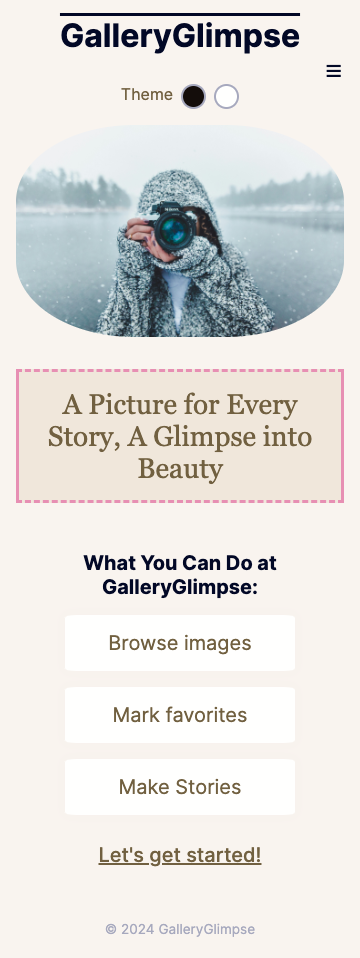 GalleryGlimpse
Theme
A Picture for Every
Story, A Glimpse into
Beauty
What You Can Do at
GalleryGlimpse:
Browse images
Mark favorites
Make Stories
Let's get started!
© 2024 GalleryGlimpse